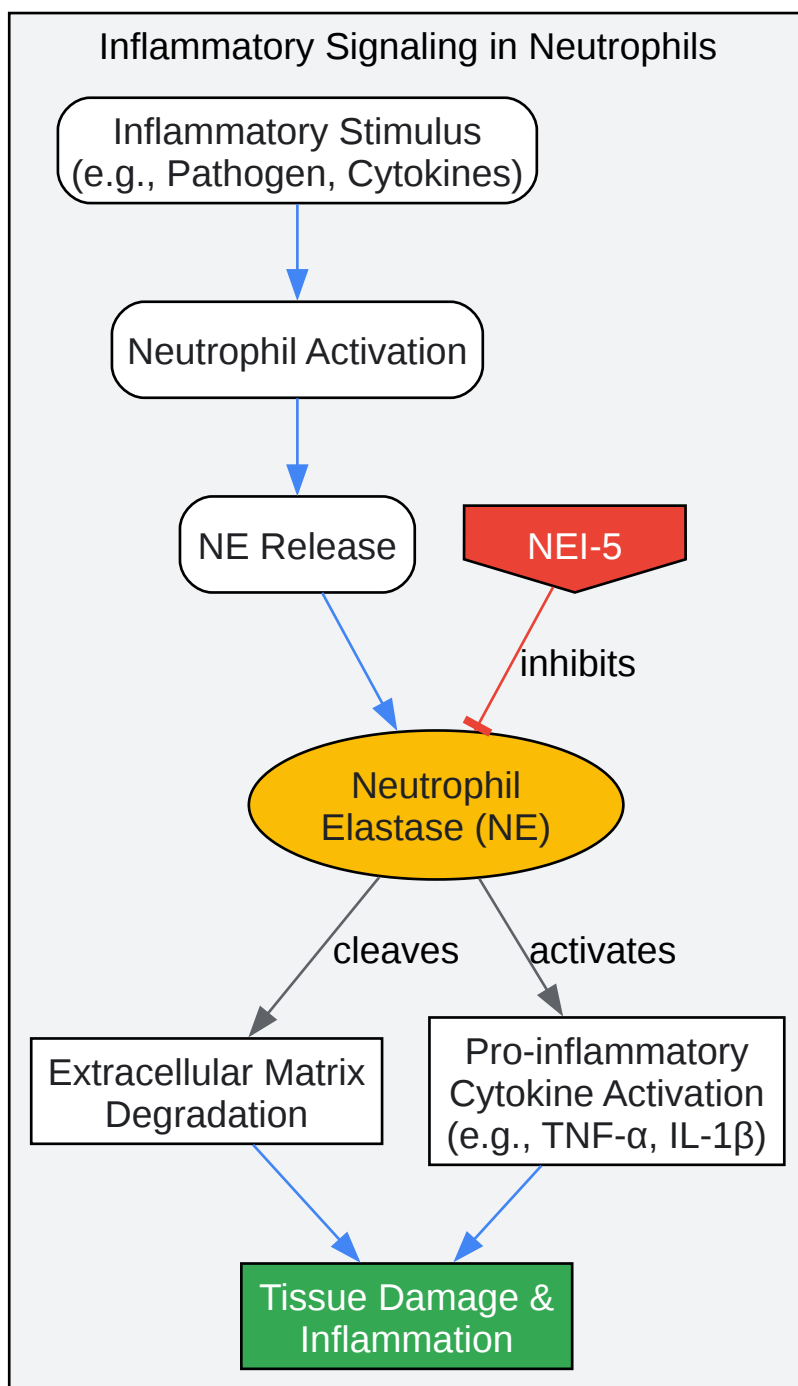 Inflammatory Signaling in Neutrophils
Inflammatory Stimulus
(e.g., Pathogen, Cytokines)
Neutrophil Activation
NE Release
NEI-5
inhibits
Neutrophil
Elastase (NE)
cleaves
activates
Extracellular Matrix
Degradation
Pro-inflammatory
Cytokine Activation
(e.g., TNF-α, IL-1β)
Tissue Damage &
Inflammation